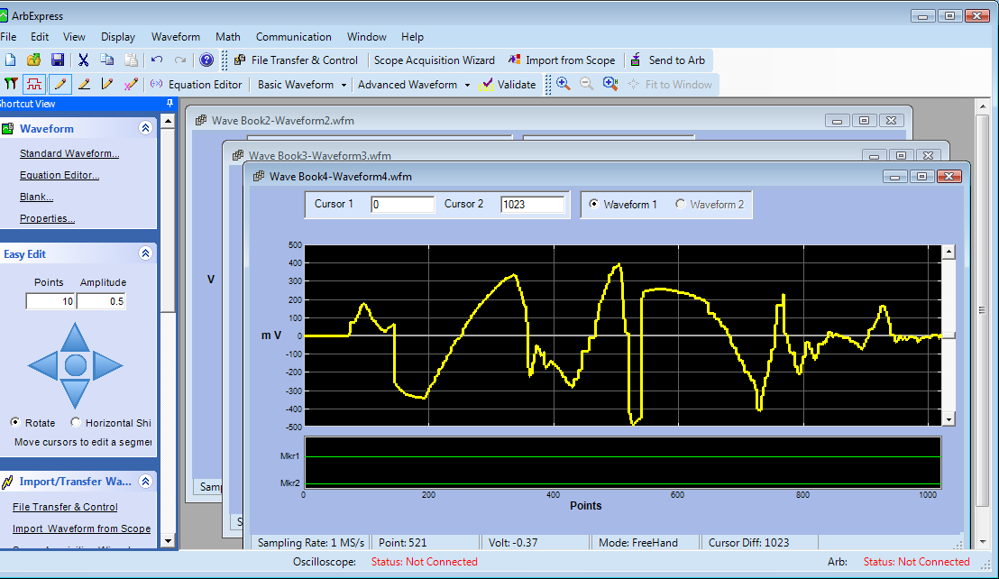 ArbExpress
File Edit View Display Waveform Math Communication Window Help
File Transfer & Control Scope Acquisition Wizard Import from Scope Send to Arb
Equation Editor Basic Waveform Advanced Waveform Validate Fit to Window
Shortcut View
Waveform
Standard Waveform...
Equation Editor...
Blank...
Properties...
Easy Edit
Points Amplitude
10 0.5
Rotate Horizontal Shi
Move cursors to edit a segmer
Import/Transfer Wa...
File Transfer & Control
Import Waveform from Scope
Wave Book2-Waveform2.wfm
V
Samp
Wave Book3-Waveform3.wfm
S
Wave Book4-Waveform4.wfm
Cursor 1 0 Cursor 2 1023 Waveform 1 Waveform 2
500
400
300
200
100
m V 0
-100
-200
-300
-400
-500
Mkr1
Mkr2
0 200 400 600 800 1000
Points
Sampling Rate: 1 MS/s Point: 521 Volt: -0.37 Mode: FreeHand Cursor Diff: 1023
Oscilloscope: Status: Not Connected Arb: Status: Not Connected